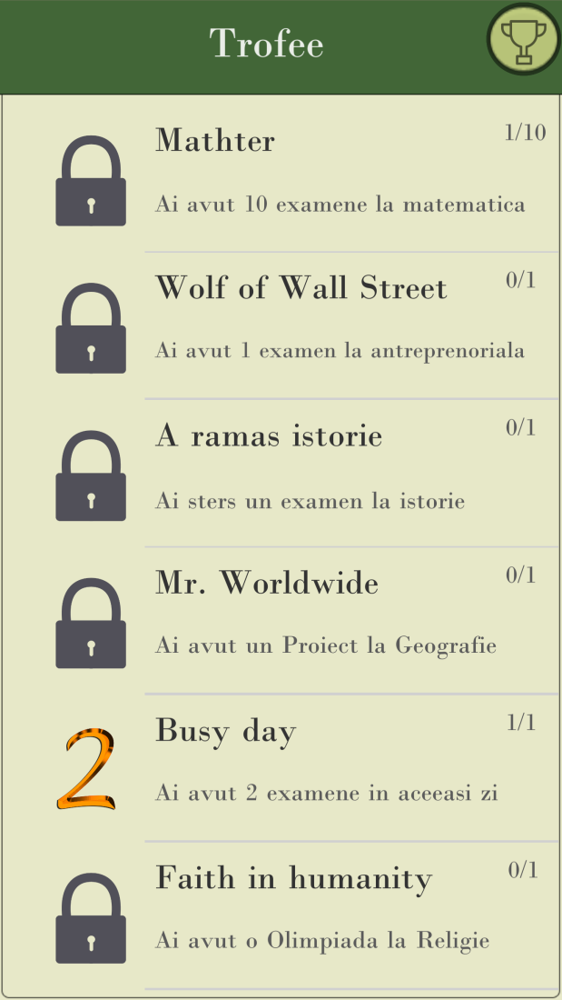 Trofee
Mathter
1/10
Ai avut 10 examene la matematica
Wolf of Wall Street
0/1
Ai avut 1 examen la antreprenoriala
A ramas istorie
0/1
Ai sters un examen la istorie
Mr. Worldwide
0/1
Ai avut un Proiect la Geografie
2
Busy day
1/1
Ai avut 2 examene in aceeasi zi
Faith in humanity
0/1
Ai avut o Olimpiada la Religie